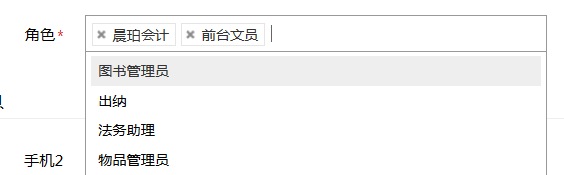 角色* × 晨珀会计 × 前台文员
图书管理员
出纳
法务助理
手机2 物品管理员